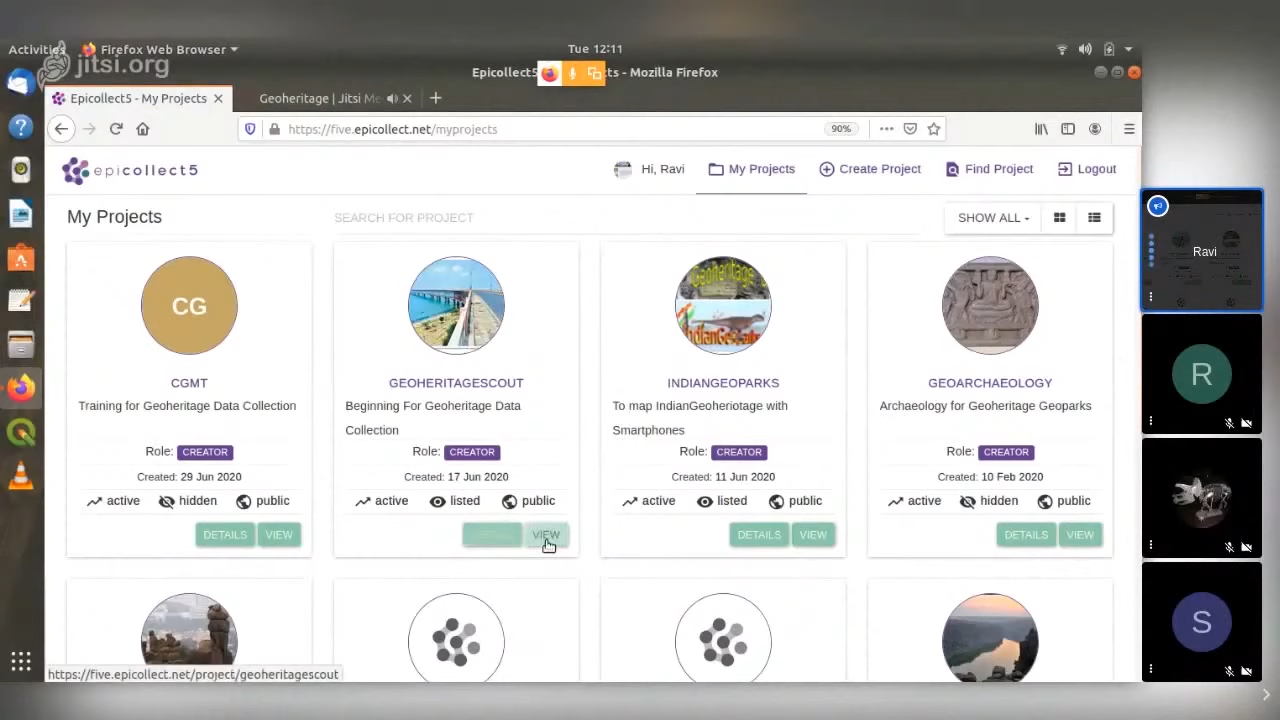 Activities Firefox Web Browser Tue 12:11
jitsi.org
Epicollect5 ts - Mozilla Firefox
Epicollect5 - My Projects Geoheritage | Jitsi Me
https://five.epicollect.net/myprojects 90%
epicollect5 Hi, Ravi My Projects Create Project Find Project Logout
My Projects SEARCH FOR PROJECT SHOW ALL
CG
Geoheritage
CGMT GEOHERITAGESCOUT INDIANGEOPARKS GEOARCHAEOLOGY
Training for Geoheritage Data Collection Beginning For Geoheritage Data To map IndianGeoheriotage with Archaeology for Geoheritage Geoparks
Collection Smartphones
Role: CREATOR Role: CREATOR Role: CREATOR Role: CREATOR
Created: 29 Jun 2020 Created: 17 Jun 2020 Created: 11 Jun 2020 Created: 10 Feb 2020
active hidden public active listed public active listed public active hidden public
DETAILS VIEW VIEW DETAILS VIEW DETAILS VIEW
https://five.epicollect.net/project/geoheritagescout
Ravi
R
S